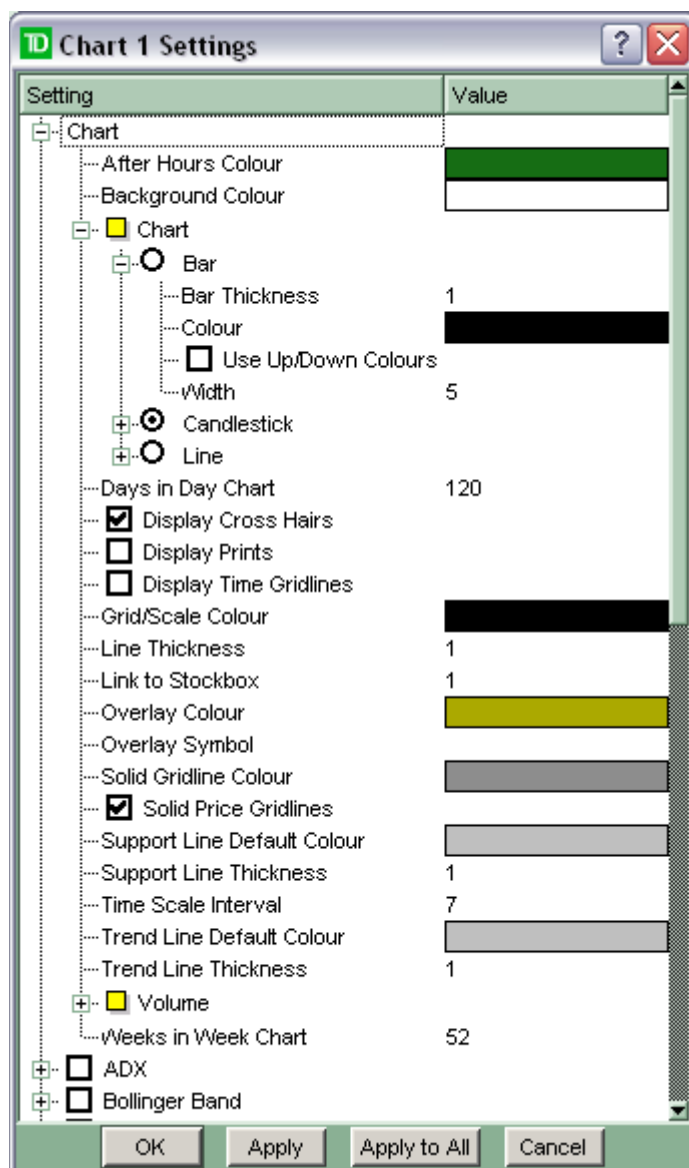 TD Chart 1 Settings ?
Setting Value
Chart
After Hours Colour
Background Colour
Chart
Bar
Bar Thickness 1
Colour
Use Up/Down Colours
Width 5
Candlestick
Line
Days in Day Chart 120
Display Cross Hairs
Display Prints
Display Time Gridlines
Grid/Scale Colour
Line Thickness 1
Link to Stockbox 1
Overlay Colour
Overlay Symbol
Solid Gridline Colour
Solid Price Gridlines
Support Line Default Colour
Support Line Thickness 1
Time Scale Interval 7
Trend Line Default Colour
Trend Line Thickness 1
Volume
Weeks in Week Chart 52
ADX
Bollinger Band
OK Apply Apply to All Cancel